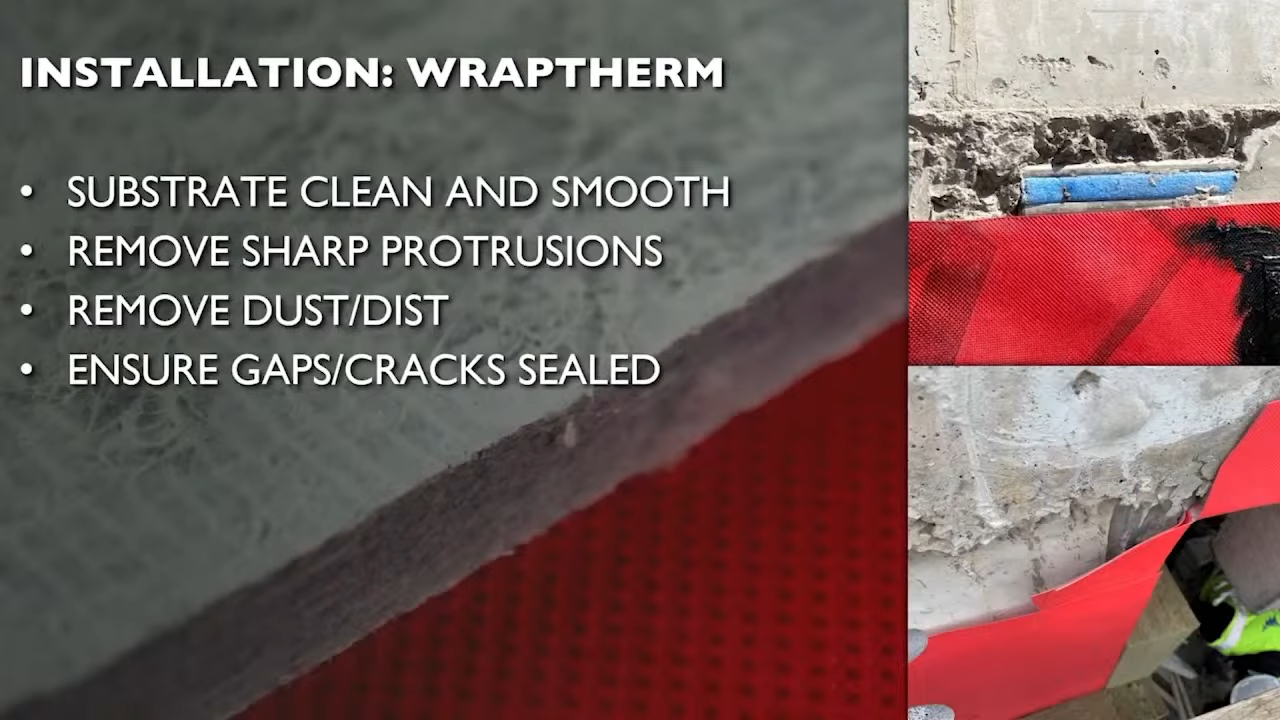 INSTALLATION: WRAPTHERM
• SUBSTRATE CLEAN AND SMOOTH
• REMOVE SHARP PROTRUSIONS
• REMOVE DUST/DIST
• ENSURE GAPS/CRACKS SEALED